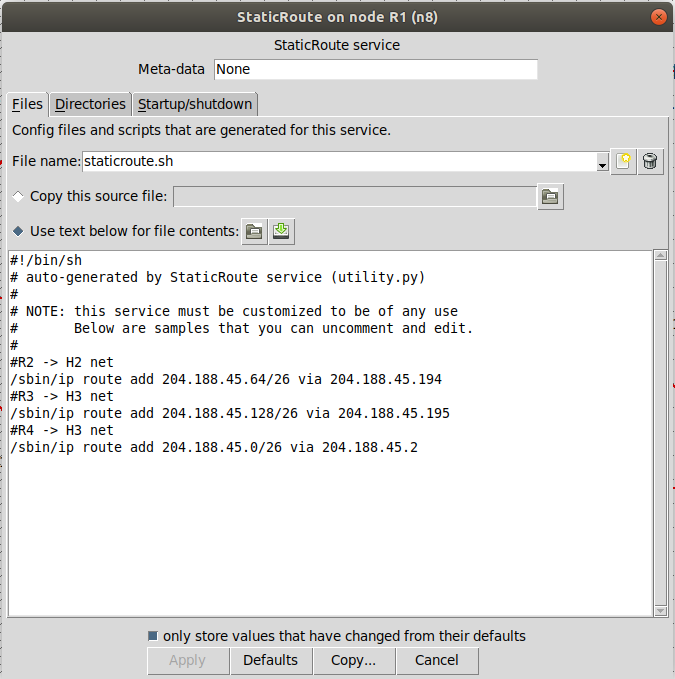 StaticRoute on node R1 (n8)
StaticRoute service
Meta-data None
Files Directories Startup/shutdown
Config files and scripts that are generated for this service.
File name: staticroute.sh
Copy this source file:
Use text below for file contents:
#!/bin/sh
# auto-generated by StaticRoute service (utility.py)
#
# NOTE: this service must be customized to be of any use
#       Below are samples that you can uncomment and edit.
#
#R2 -> H2 net
/sbin/ip route add 204.188.45.64/26 via 204.188.45.194
#R3 -> H3 net
/sbin/ip route add 204.188.45.128/26 via 204.188.45.195
#R4 -> H3 net
/sbin/ip route add 204.188.45.0/26 via 204.188.45.2
only store values that have changed from their defaults
Apply Defaults Copy... Cancel